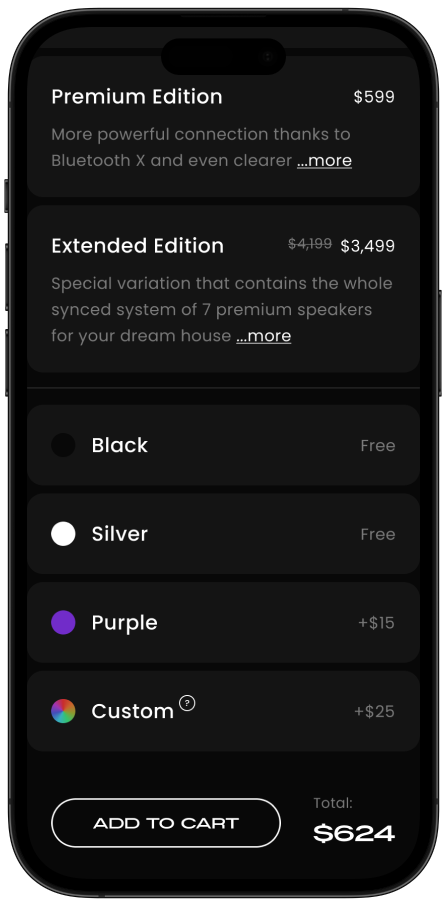 Premium Edition $599
More powerful connection thanks to
Bluetooth X and even clearer ...more
Extended Edition $4,199 $3,499
Special variation that contains the whole
synced system of 7 premium speakers
for your dream house ...more
Black Free
Silver Free
Purple +$15
Custom ? +$25
Total:
ADD TO CART $624